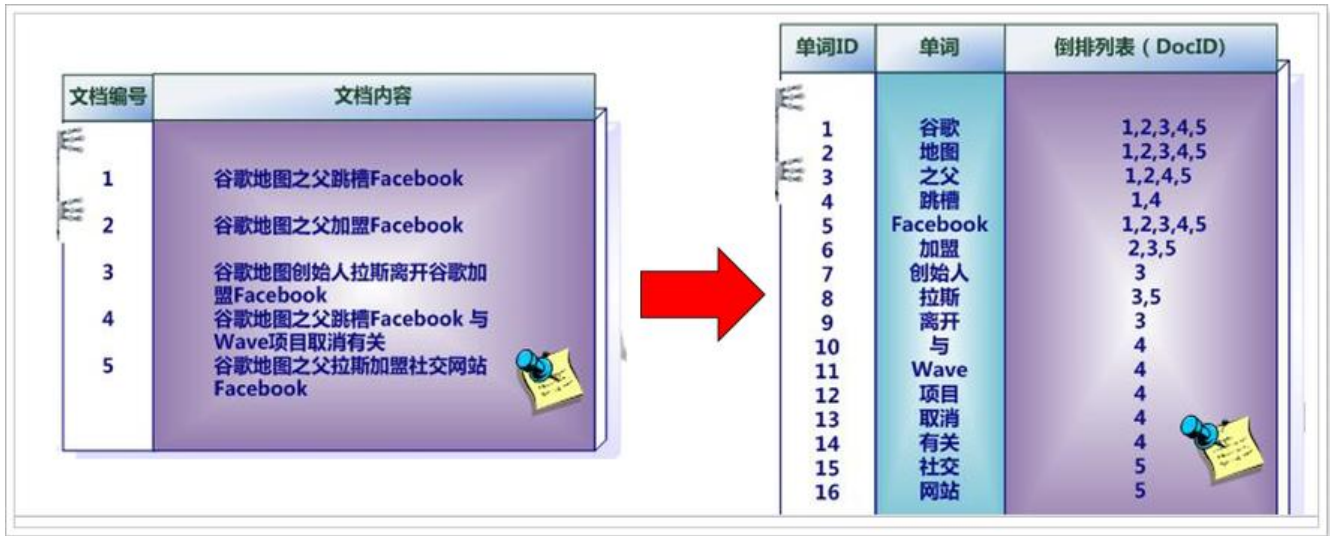 文档编号 文档内容
1 谷歌地图之父跳槽Facebook
2 谷歌地图之父加盟Facebook
3 谷歌地图创始人拉斯离开谷歌加
盟Facebook
4 谷歌地图之父跳槽Facebook 与
Wave项目取消有关
5 谷歌地图之父拉斯加盟社交网站
Facebook
单词ID 单词 倒排列表（DocID)
1 谷歌 1,2,3,4,5
2 地图 1,2,3,4,5
3 之父 1,2,4,5
4 跳槽 1,4
5 Facebook 1,2,3,4,5
6 加盟 2,3,5
7 创始人 3
8 拉斯 3,5
9 离开 3
10 与 4
11 Wave 4
12 项目 4
13 取消 4
14 有关 4
15 社交 5
16 网站 5